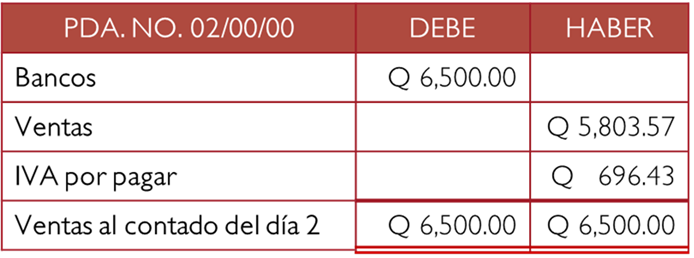 PDA. NO. 02/00/00 DEBE HABER
Bancos Q 6,500.00
Ventas Q 5,803.57
IVA por pagar Q 696.43
Ventas al contado del día 2 Q 6,500.00 Q 6,500.00